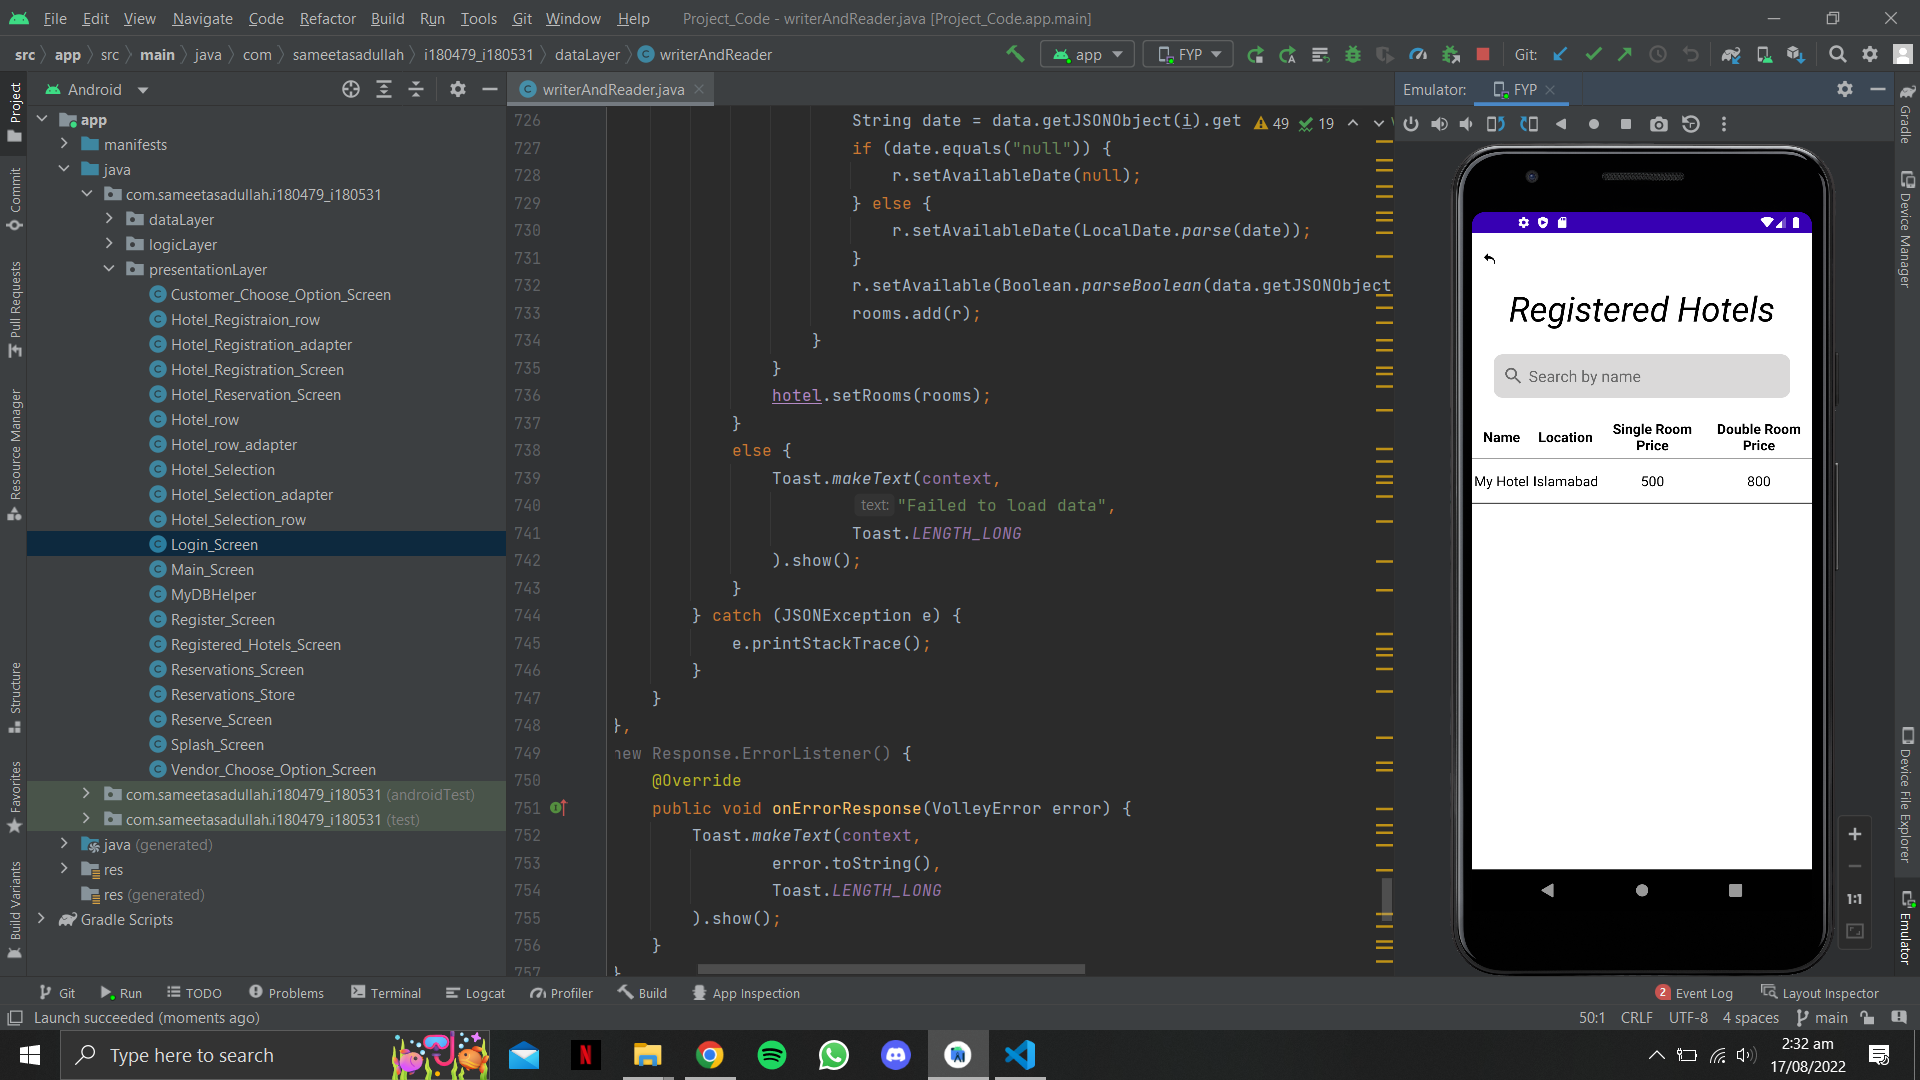 File Edit View Navigate Code Refactor Build Run Tools Git Window Help Project_Code - writerAndReader.java [Project_Code.app.main]
src app src main java com sameetasadullah i180479_i180531 dataLayer writerAndReader app FYP Git:
Android writerAndReader.java Emulator: FYP
Project
Commit
Pull Requests
Resource Manager
Structure
Favorites
Build Variants
app
manifests
java
com.sameetasadullah.i180479_i180531
dataLayer
logicLayer
presentationLayer
Customer_Choose_Option_Screen
Hotel_Registraion_row
Hotel_Registration_adapter
Hotel_Registration_Screen
Hotel_Reservation_Screen
Hotel_row
Hotel_row_adapter
Hotel_Selection
Hotel_Selection_adapter
Hotel_Selection_row
Login_Screen
Main_Screen
MyDBHelper
Register_Screen
Registered_Hotels_Screen
Reservations_Screen
Reservations_Store
Reserve_Screen
Splash_Screen
Vendor_Choose_Option_Screen
com.sameetasadullah.i180479_i180531 (androidTest)
com.sameetasadullah.i180479_i180531 (test)
java (generated)
res
res (generated)
Gradle Scripts
49 19
726 String date = data.getJSONObject(i).get
727 if (date.equals("null")) {
728 r.setAvailableDate(null);
729 } else {
730 r.setAvailableDate(LocalDate.parse(date));
731 }
732 r.setAvailable(Boolean.parseBoolean(data.getJSONObject
733 rooms.add(r);
734 }
735 }
736 hotel.setRooms(rooms);
737 }
738 else {
739 Toast.makeText(context,
740 text: "Failed to load data",
741 Toast.LENGTH_LONG
742 ).show();
743 }
744 } catch (JSONException e) {
745 e.printStackTrace();
746 }
747 }
748 },
749 new Response.ErrorListener() {
750 @Override
751 public void onErrorResponse(VolleyError error) {
752 Toast.makeText(context,
753 error.toString(),
754 Toast.LENGTH_LONG
755 ).show();
756 }
757 }
Registered Hotels
Search by name
Name Location Single Room Price Double Room Price
My Hotel Islamabad 500 800
1:1
Gradle
Device Manager
Device File Explorer
Emulator
Git Run TODO Problems Terminal Logcat Profiler Build App Inspection 2 Event Log Layout Inspector
Launch succeeded (moments ago) 50:1 CRLF UTF-8 4 spaces main
Type here to search
2:32 am
17/08/2022